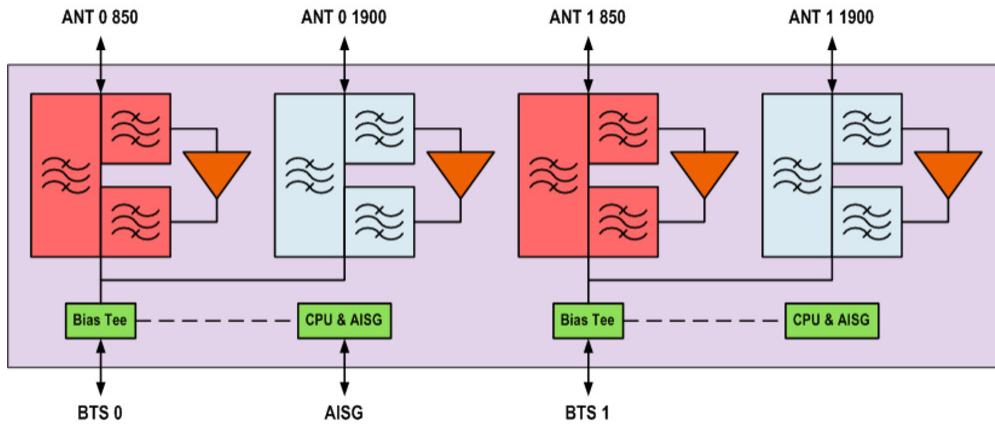 ANT 0 850
ANT 0 1900
ANT 1 850
ANT 1 1900
Bias Tee
CPU & AISG
Bias Tee
CPU & AISG
BTS 0
AISG
BTS 1